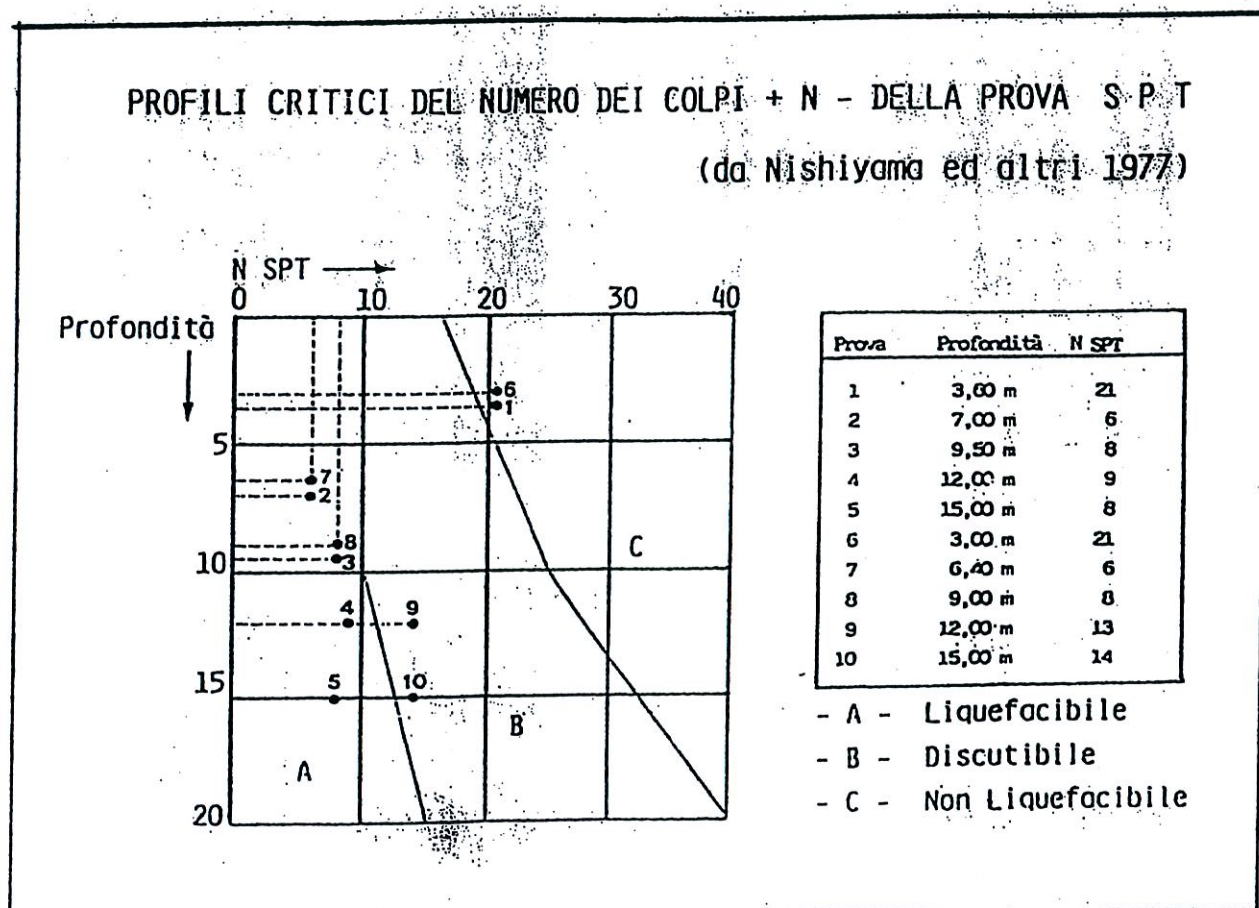 PROFILI CRITICI DEL NUMERO DEI COLPI + N - DELLA PROVA S P T
(da Nishiyama ed altri 1977)
N SPT
0 10 20 30 40
Profondità
5
10
15
20
6
1
7
2
8
3
4
9
5
10
A
B
C
Prova Profondità N SPT
1 3,60 m 21
2 7,00 m 6
3 9,50 m 8
4 12,00 m 9
5 15,00 m 8
6 3,00 m 21
7 6,40 m 6
8 9,00 m 8
9 12,00 m 13
10 15,00 m 14
- A - Liquefacibile
- B - Discutibile
- C - Non Liquefacibile